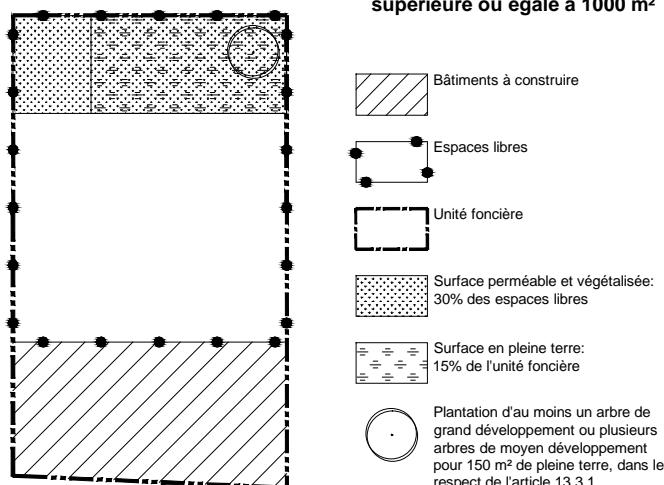 supérieure ou égale à 1000 m²
Bâtiments à construire
Espaces libres
Unité foncière
Surface perméable et végétalisée:
30% des espaces libres
Surface en pleine terre:
15% de l'unité foncière
Plantation d'au moins un arbre de
grand développement ou plusieurs
arbres de moyen développement
pour 150 m² de pleine terre, dans le
respect de l'article 13.3.1